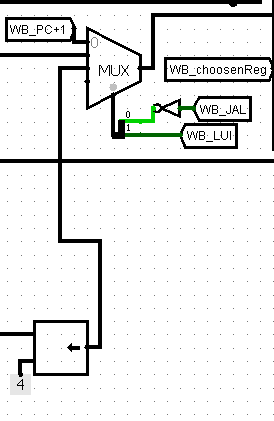 WB_PC+1
0
MUX
WB_choosenReg
0
WB_JAL
1
WB_LUI
4